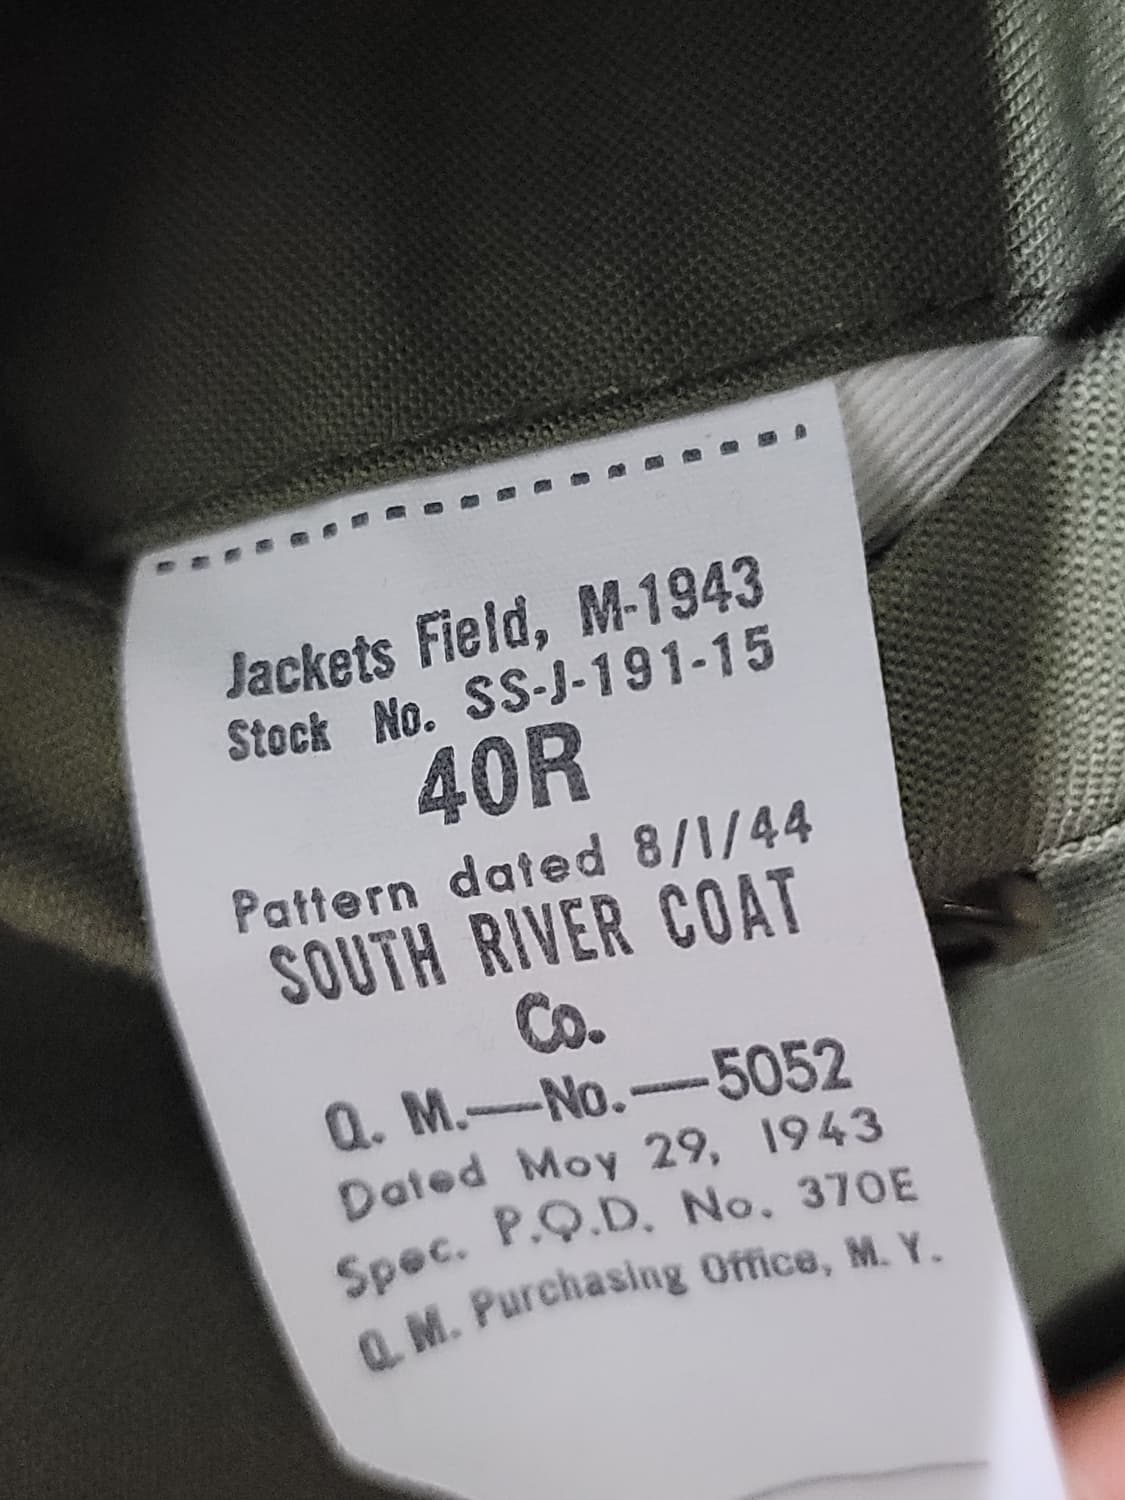 Jackets Field, M-1943
Stock No. SS-J-191-15
40R
Pattern dated 8/1/44
SOUTH RIVER COAT
Co.
Q. M.—No.—5052
Dated Moy 29, 1943
Spec. P.Q.D. No. 370E
Q. M. Purchasing Office, M. Y.